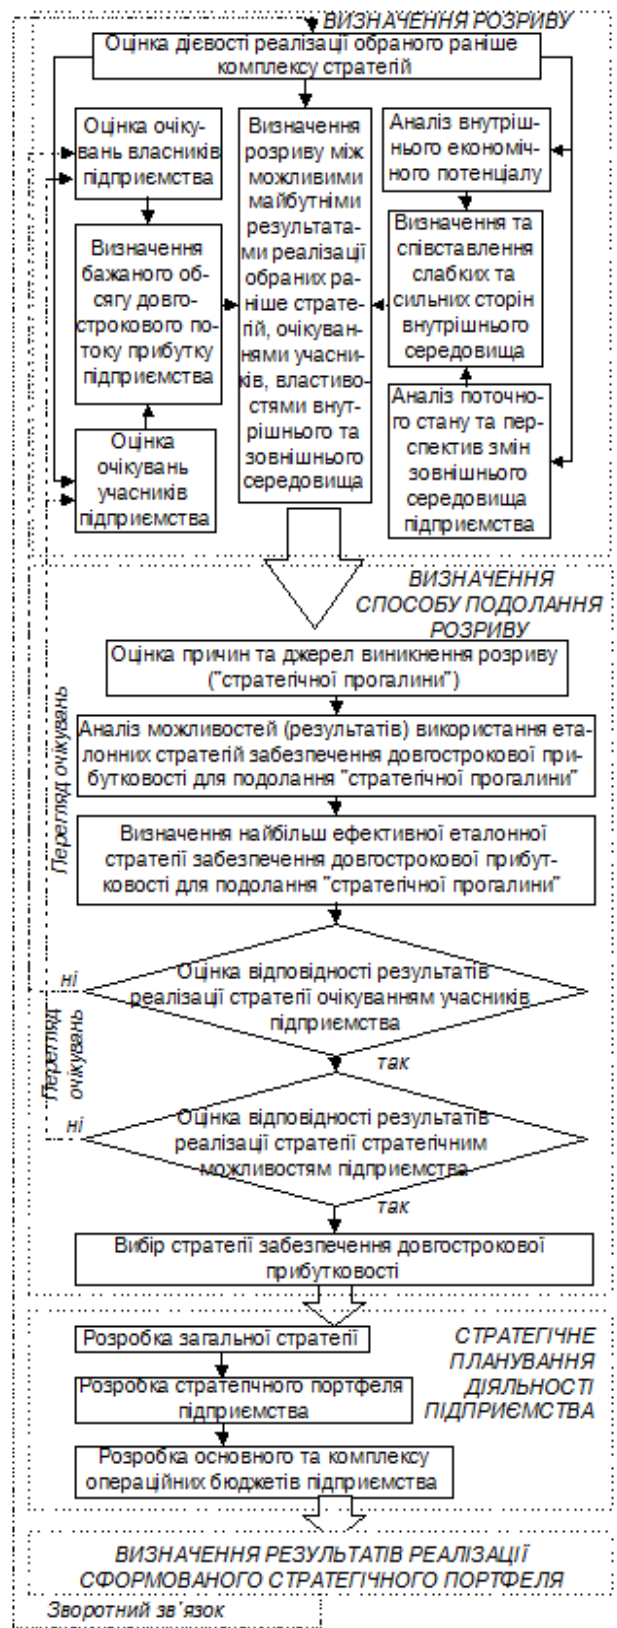 ВИЗНАЧЕННЯ РОЗРИВУ
Оцінка дієвості реалізації обраного раніше
комплексу стратегій
Оцінка очіку-
вань власників
підприємства
Визначення
бажаного об-
сягу довго-
строкового по-
току прибутку
підприємства
Оцінка
очікувань
учасників
підприємства
Визначення
розриву між
можливими
майбутніми
результата-
ми реалізації
обраних ра-
ніше страте-
гій, очікуван-
нями учасни-
ків, властиво-
стями внут-
рішнього та
зовнішнього
середовища
Аналіз внутріш-
нього економіч-
ного потенціалу
Визначення та
співставлення
слабких та
сильних сторін
внутрішнього
середовища
Аналіз поточно-
го стану та пер-
спектив змін
зовнішнього
середовища
підприємства
ВИЗНАЧЕННЯ
СПОСОБУ ПОДОЛАННЯ
РОЗРИВУ
Оцінка причин та джерел виникнення розриву
("стратегічної прогалини")
Аналіз можливостей (результатів) використання ета-
лонних стратегій забезпечення довгострокової при-
бутковості для подолання "стратегічної прогалини"
Визначення найбільш ефективної еталонної
стратегії забезпечення довгострокової прибут-
ковості для подолання "стратегічної прогалини"
Перегляд очікувань
Оцінка відповідності результатів
реалізації стратегії очікуванням учасників
підприємства
ні
так
Перегляд
очікувань
Оцінка відповідності результатів
реалізації стратегії стратегічним
можливостям підприємства
ні
так
Вибір стратегії забезпечення довгострокової
прибутковості
СТРАТЕГІЧНЕ
ПЛАНУВАННЯ
ДІЯЛЬНОСТІ
ПІДПРИЄМСТВА
Розробка загальної стратегії
Розробка стратегічного портфеля
підприємства
Розробка основного та комплексу
операційних бюджетів підприємства
ВИЗНАЧЕННЯ РЕЗУЛЬТАТІВ РЕАЛІЗАЦІЇ
СФОРМОВАНОГО СТРАТЕГІЧНОГО ПОРТФЕЛЯ
Зворотний зв'язок